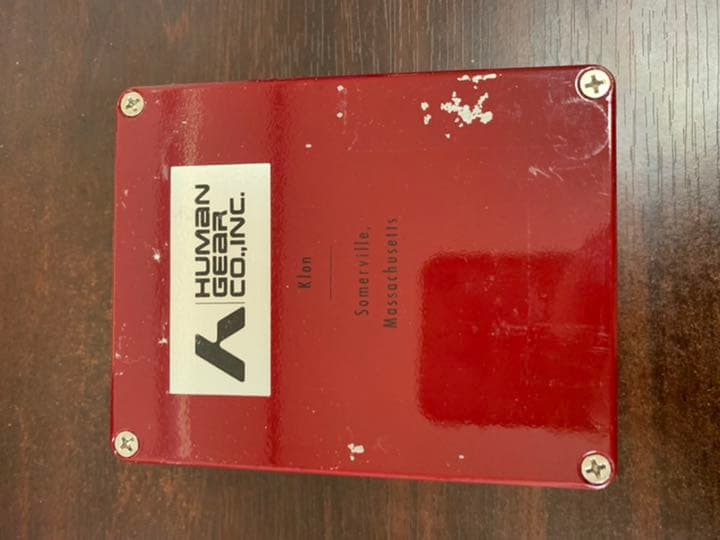 HUMAN
GEAR
CO.,INC.
Klon
Somerville,
Massachusetts